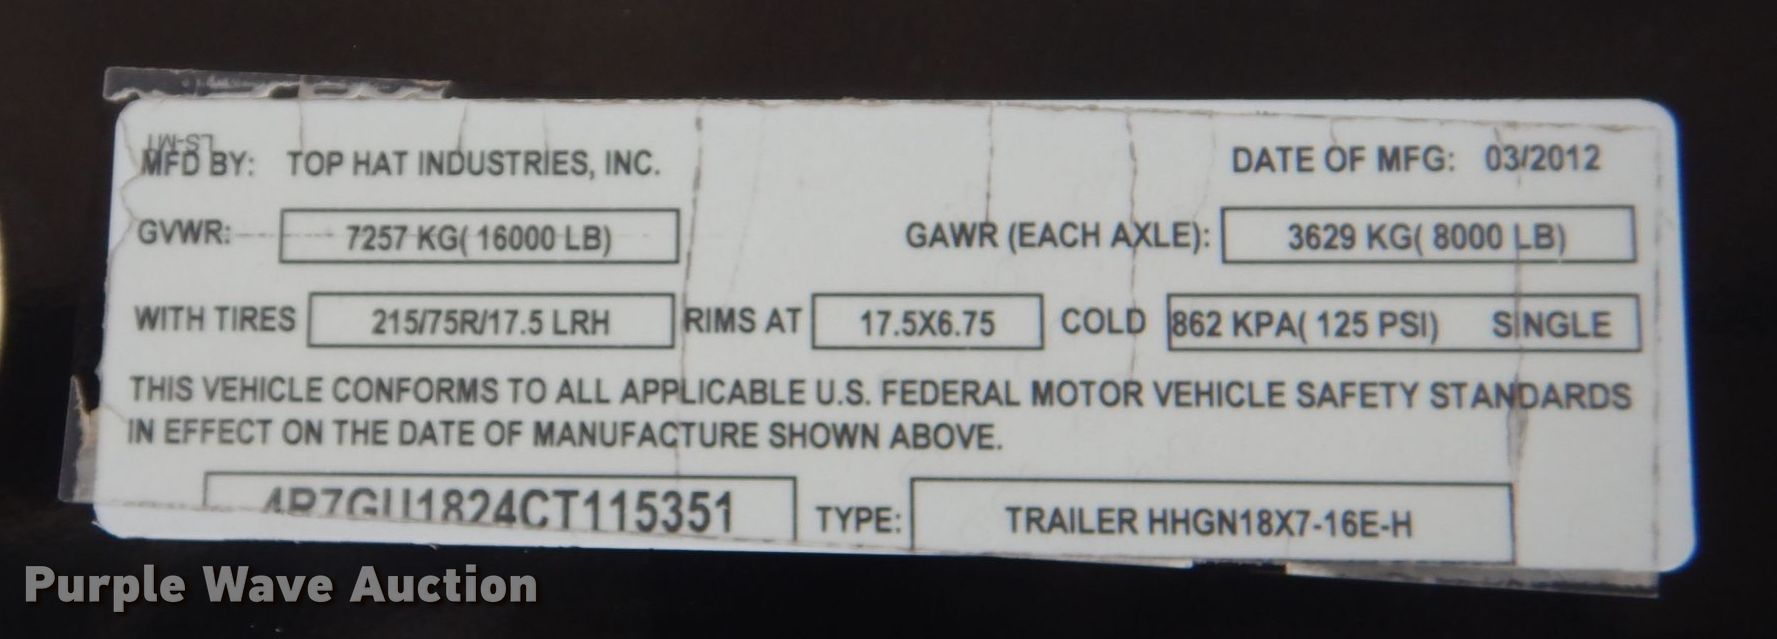 MFD BY: TOP HAT INDUSTRIES, INC. DATE OF MFG: 03/2012
GVWR: 7257 KG( 16000 LB) GAWR (EACH AXLE): 3629 KG( 8000 LB)
WITH TIRES 215/75R/17.5 LRH RIMS AT 17.5X6.75 COLD 862 KPA( 125 PSI) SINGLE
THIS VEHICLE CONFORMS TO ALL APPLICABLE U.S. FEDERAL MOTOR VEHICLE SAFETY STANDARDS
IN EFFECT ON THE DATE OF MANUFACTURE SHOWN ABOVE.
4R7GU1824CT115351 TYPE: TRAILER HHGN18X7-16E-H
Purple Wave Auction